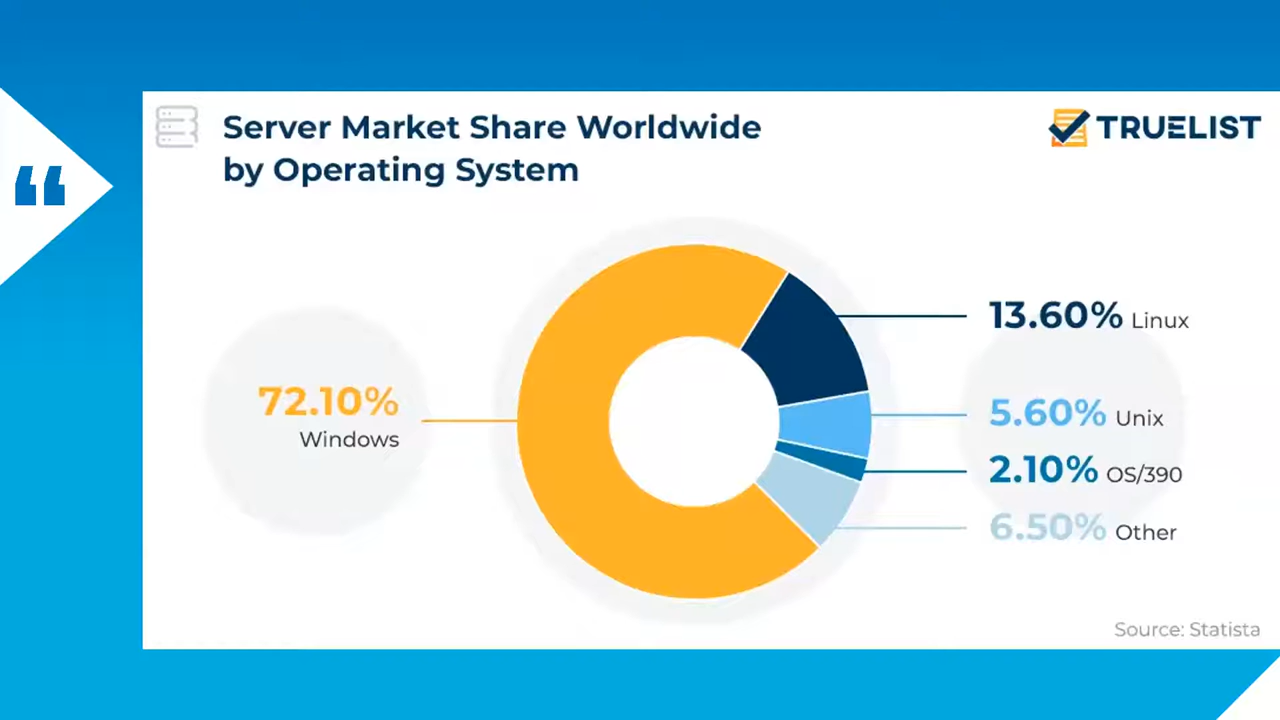 “
Server Market Share Worldwide
by Operating System
TRUELIST
72.10%
Windows
13.60% Linux
5.60% Unix
2.10% OS/390
6.50% Other
Source: Statista